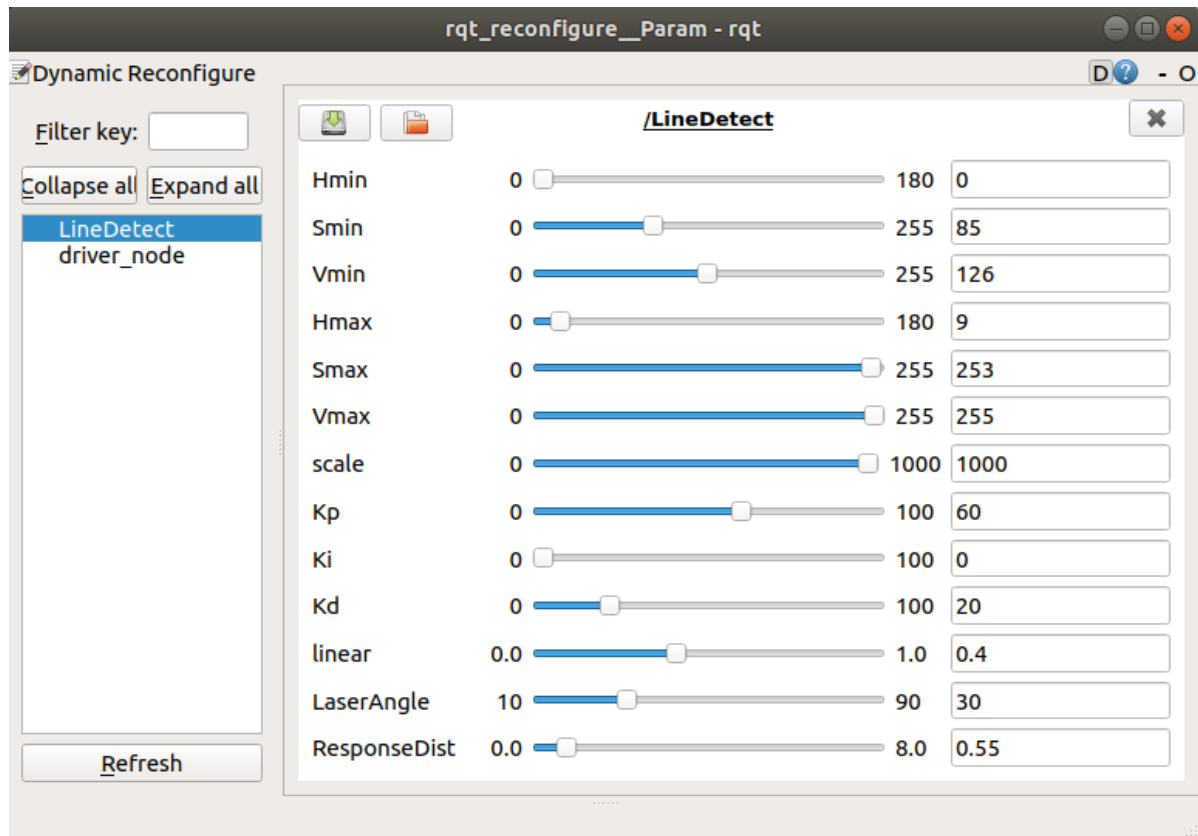 rqt_reconfigure__Param - rqt
Dynamic Reconfigure
D ? - O
Filter key:
Collapse all Expand all
LineDetect
driver_node
Refresh
/LineDetect
Hmin 0 180 0
Smin 0 255 85
Vmin 0 255 126
Hmax 0 180 9
Smax 0 255 253
Vmax 0 255 255
scale 0 1000 1000
Kp 0 100 60
Ki 0 100 0
Kd 0 100 20
linear 0.0 1.0 0.4
LaserAngle 10 90 30
ResponseDist 0.0 8.0 0.55